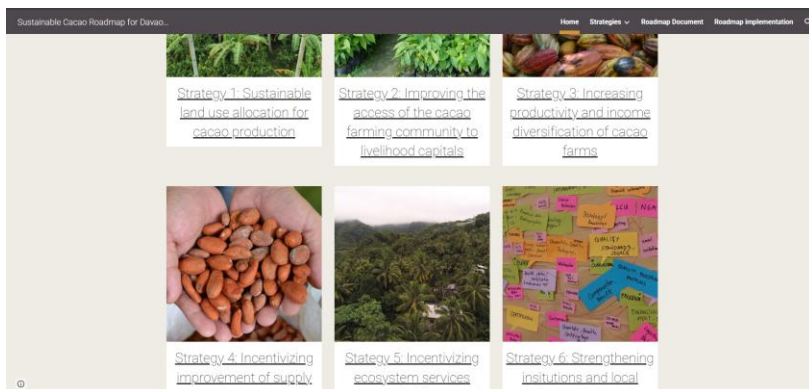 Sustainable Cacao Roadmap for Davao...
Home Strategies Roadmap Document Roadmap Implementation
Strategy 1: Sustainable
land use allocation for
cacao production
Strategy 2: Improving the
access of the cacao
farming community to
livelihood capitals
Strategy 3: Increasing
productivity and income
diversification of cacao
farms
Strategy 4: Incentivizing
improvement of supply
Stategy 5: Incentivizing
ecosystem services
Strategy 6: Strengthening
insitutions and local